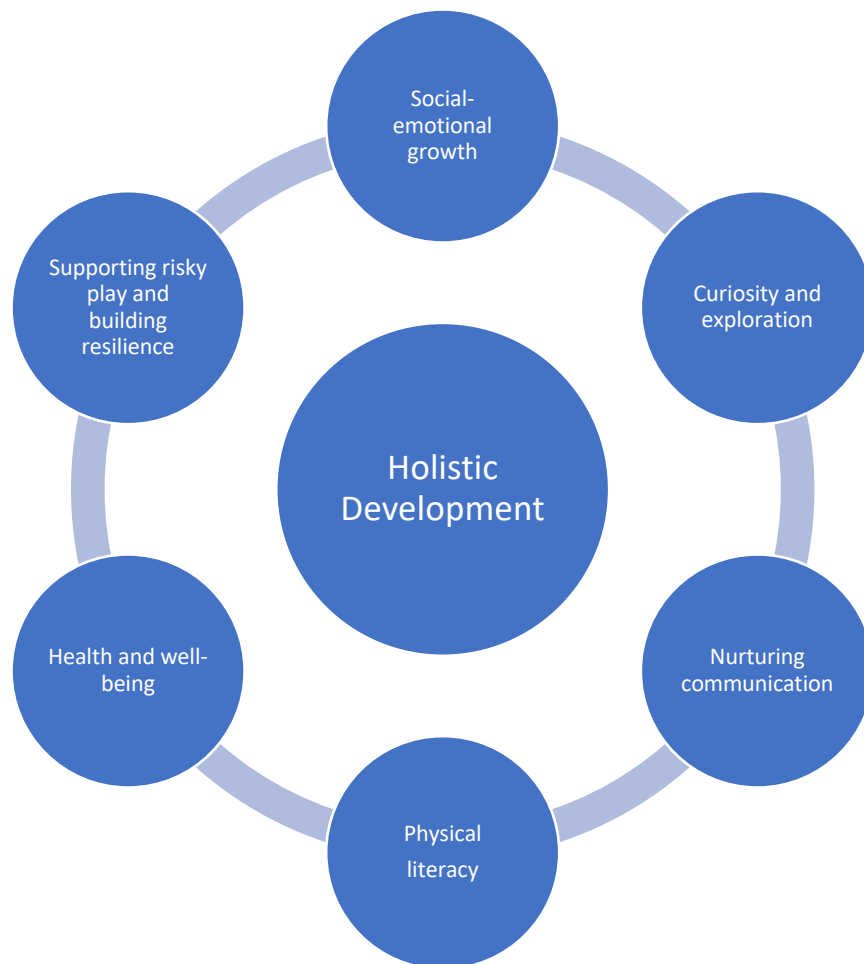 Social-
emotional
growth
Supporting risky
play and
building
resilience
Curiosity and
exploration
Holistic
Development
Health and well-
being
Nurturing
communication
Physical
literacy